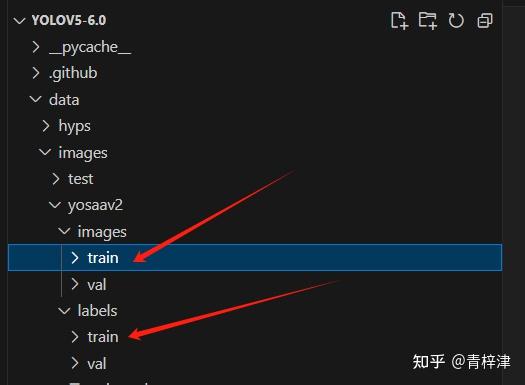 YOLOV5-6.0
__pycache__
.github
data
hyps
images
test
yosaav2
images
train
val
labels
train
val
知乎 @青梓津